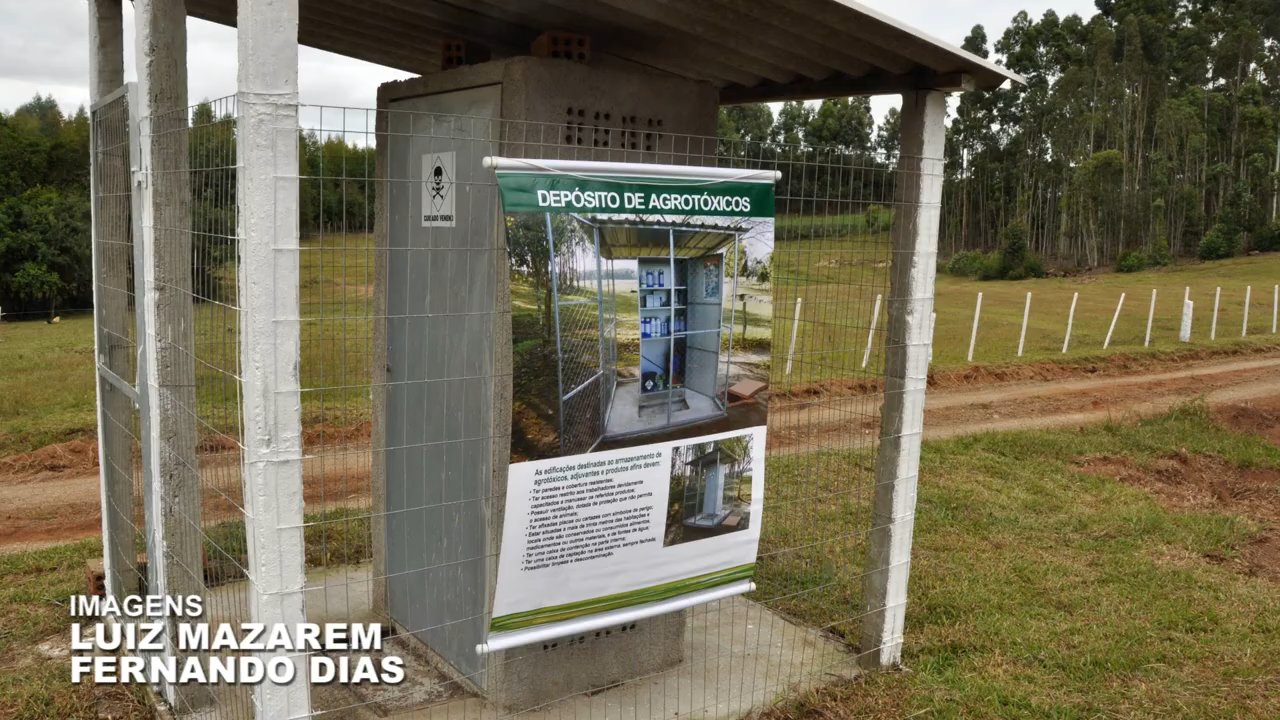 CUIDADO VENENO
DEPÓSITO DE AGROTÓXICOS
As edificações destinadas ao armazenamento de
agrotóxicos, adjuvantes e produtos afins devem:
• Ter paredes e cobertura resistentes;
• Ter acesso restrito aos trabalhadores devidamente
capacitados a manusear os referidos produtos;
• Possuir ventilação, dotada de proteção que não permita
o acesso de animais;
• Ter afixadas placas ou cartazes com símbolos de perigo;
• Estar situadas a mais de trinta metros das habitações e
locais onde são conservados ou consumidos alimentos,
medicamentos ou outros materiais, e de fontes de água;
• Ter uma caixa de contenção na parte interna;
• Ter uma caixa de captação na área externa, sempre fechada;
• Possibilitar limpeza e descontaminação.
IMAGENS
LUIZ MAZAREM
FERNANDO DIAS